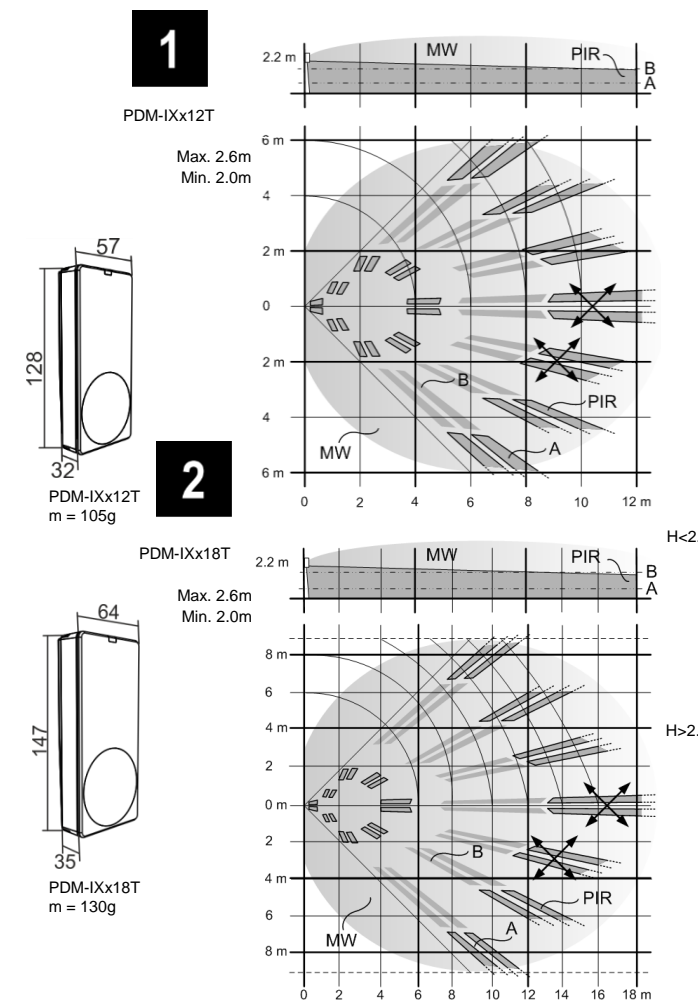 1
PDM-IXx12T
Max. 2.6m
Min. 2.0m
57
128
32
PDM-IXx12T
m = 105g
2.2 m
MW
PIR
B
A
6 m
4
2 m
0
2 m
4
6 m
B
PIR
MW
A
0 2 4 6 8 10 12 m
2
PDM-IXx18T
Max. 2.6m
Min. 2.0m
64
147
35
PDM-IXx18T
m = 130g
2.2 m
MW
PIR
B
A
H<2.
8 m
6
4 m
2
0 m
2
4 m
6
8 m
H>2.
B
PIR
A
MW
0 2 4 6 8 10 12 14 16 18 m